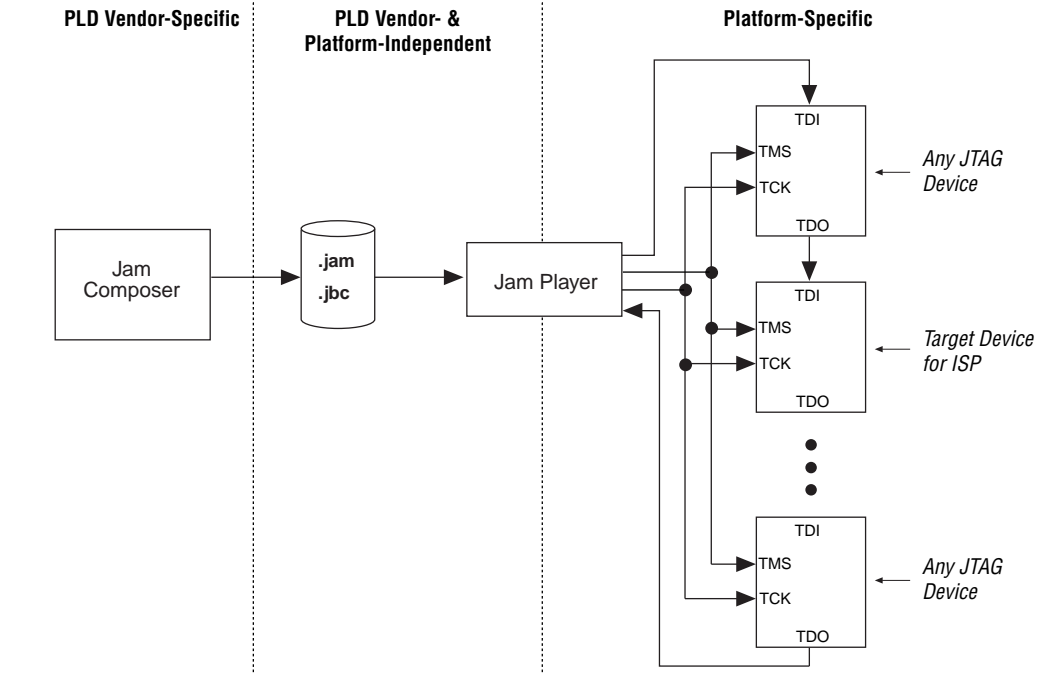 PLD Vendor-Specific
PLD Vendor- &
Platform-Independent
Platform-Specific
Jam
Composer
.jam
.jbc
Jam Player
TDI
TMS
TCK
TDO
Any JTAG
Device
TDI
TMS
TCK
TDO
Target Device
for ISP
TDI
TMS
TCK
TDO
Any JTAG
Device